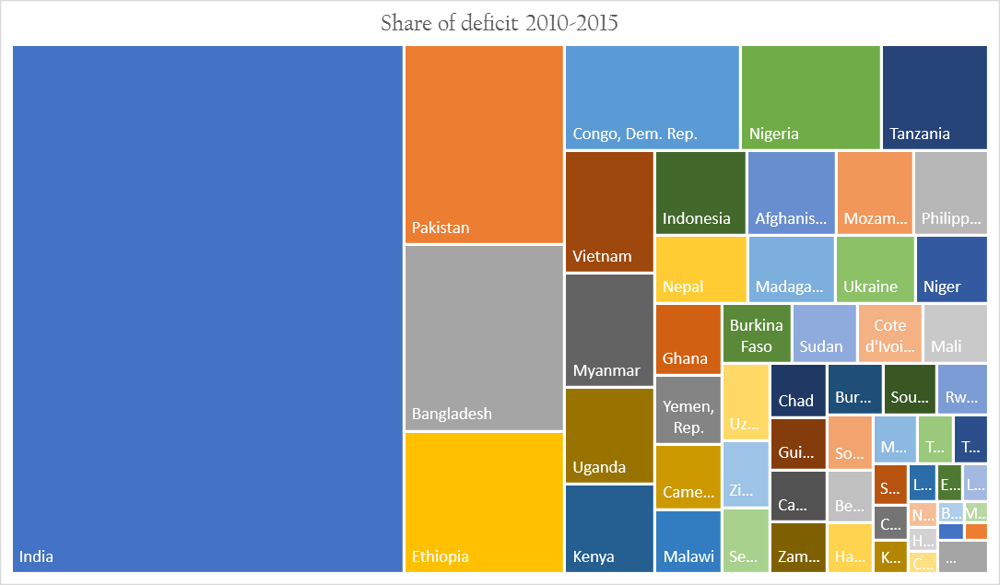 Share of deficit 2010-2015
India
Pakistan
Bangladesh
Ethiopia
Congo, Dem. Rep.
Nigeria
Tanzania
Vietnam
Myanmar
Uganda
Kenya
Indonesia
Afghanis...
Mozam...
Philipp...
Nepal
Madaga...
Ukraine
Niger
Ghana
Yemen,
Rep.
Came...
Malawi
Burkina
Faso
Sudan
Cote
d'Ivoi...
Mali
Uz...
Zi...
Se...
Chad
Gui...
Ca...
Zam...
Bur...
Sou...
Rw...
So...
Be...
Ha...
M...
T...
T...
S...
C...
K...
L...
E...
L...
N...
H...
C...
B...
M...
...